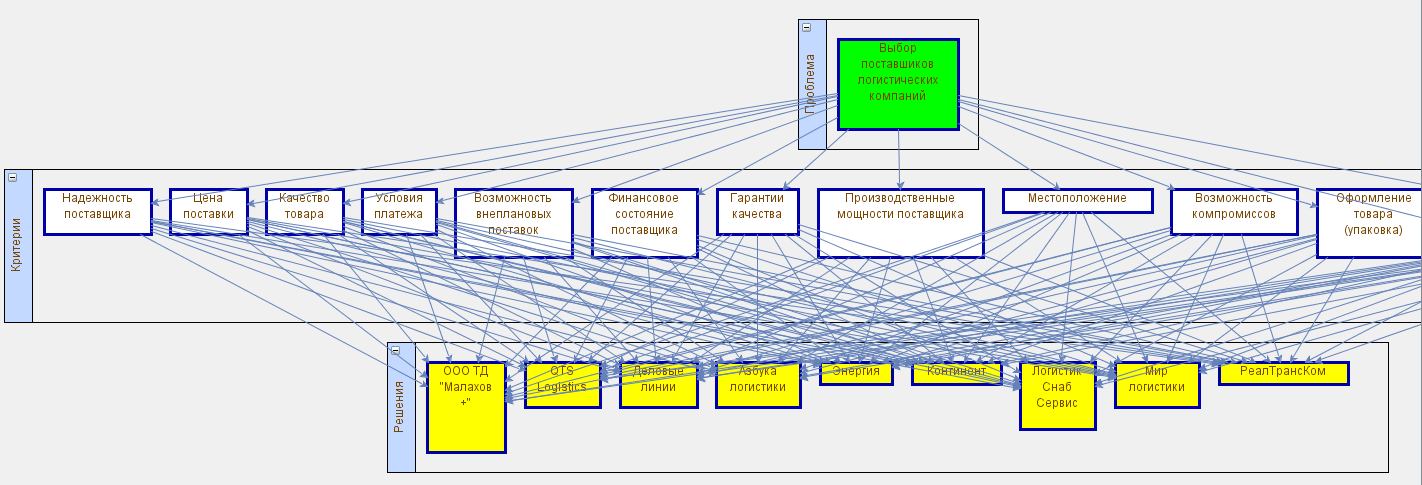 Проблема
Выбор
поставшиков
логистических
компаний
Критерии
Надежность
поставщика
Цена
поставки
Качество
товара
Условия
платежа
Возможность
внеплановых
поставок
Финансовое
состояние
поставщика
Гарантии
качества
Производственные
мощности поставщика
Местоположение
Возможность
компромиссов
Оформление
товара
(упаковка)
Решения
ООО ТД
"Малахов
+"
QTS
Logistics
Деловые
линии
Азбука
логистики
Энергия
Континент
Логистик
Снаб
Сервис
Мир
логистики
РеалТрансКом